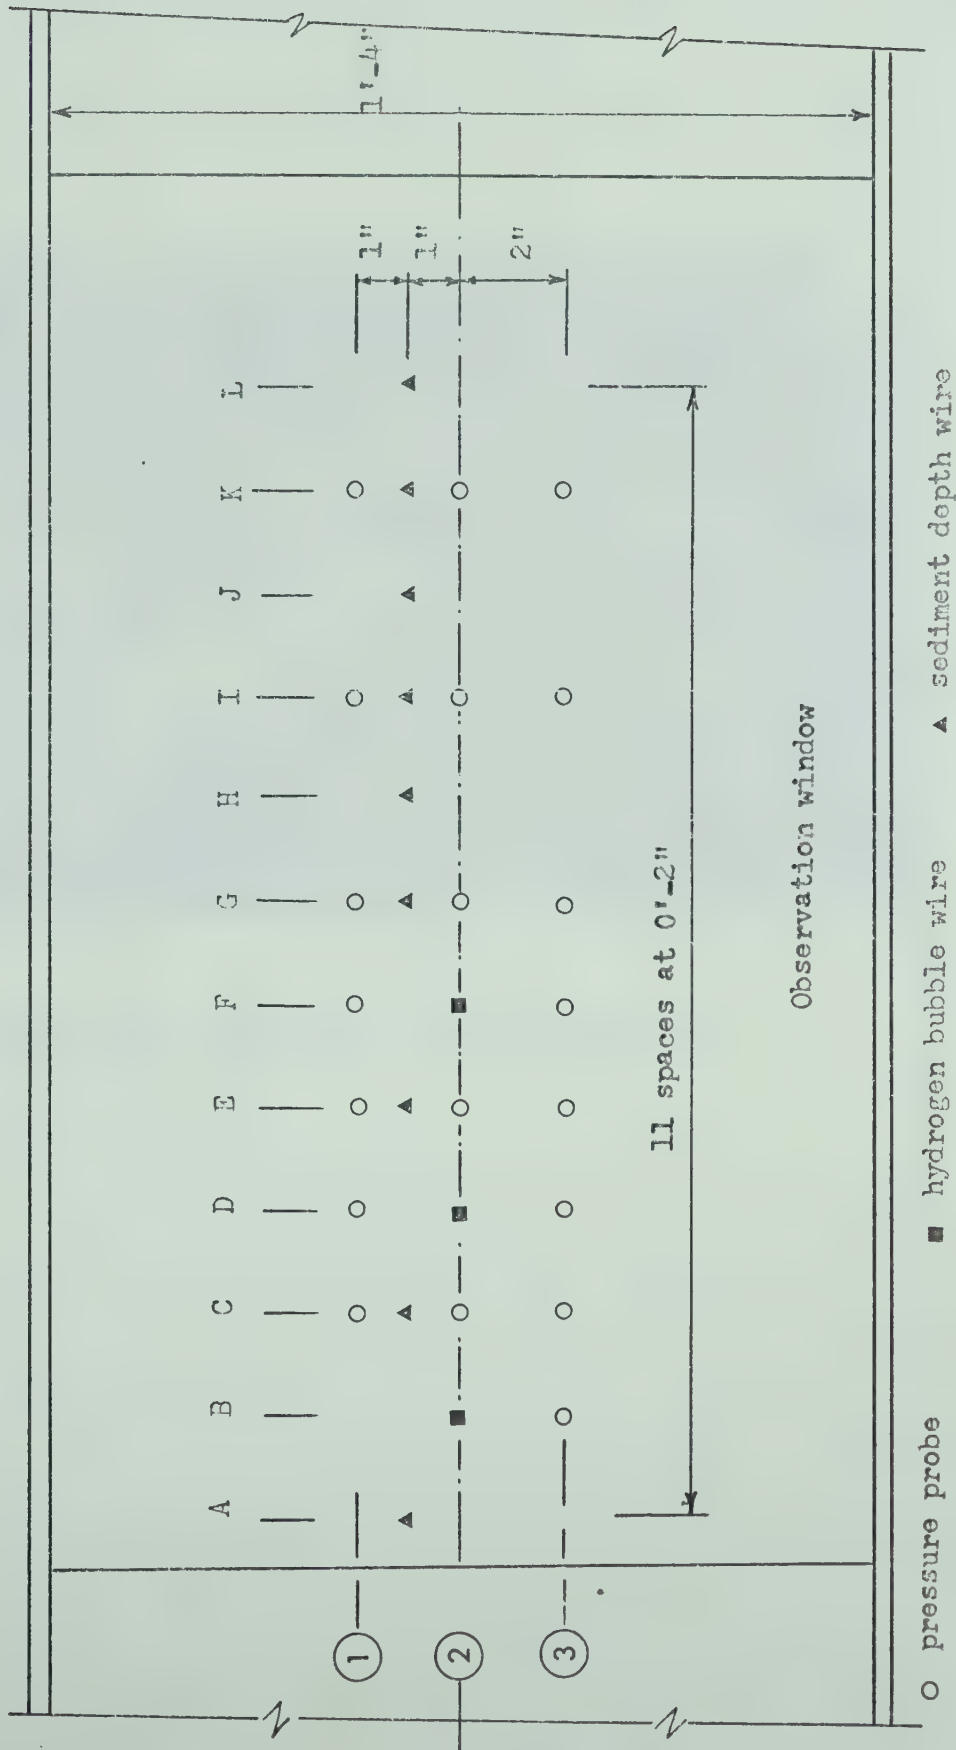 1'-4"
A B C D E F G H I J K L
1"
1"
2"
1
2
3
11 spaces at 0'-2"
Observation window
O pressure probe ■ hydrogen bubble wire ▲ sediment depth wire